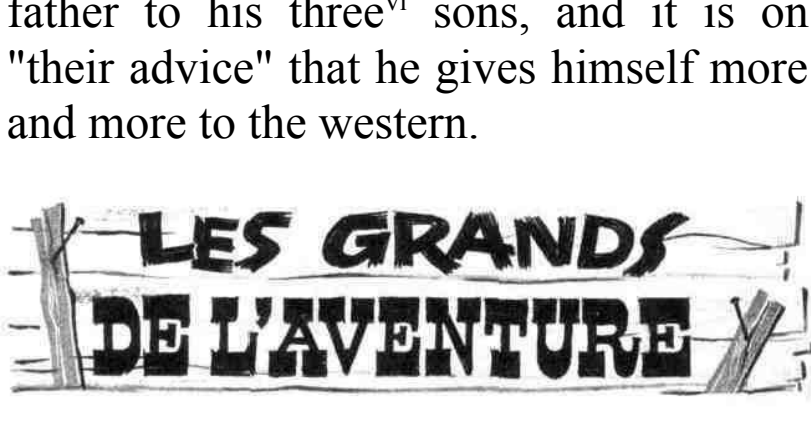 father to his three^vi sons, and it is on
"their advice" that he gives himself more
and more to the western.
LES GRANDS
DE L'AVENTURE